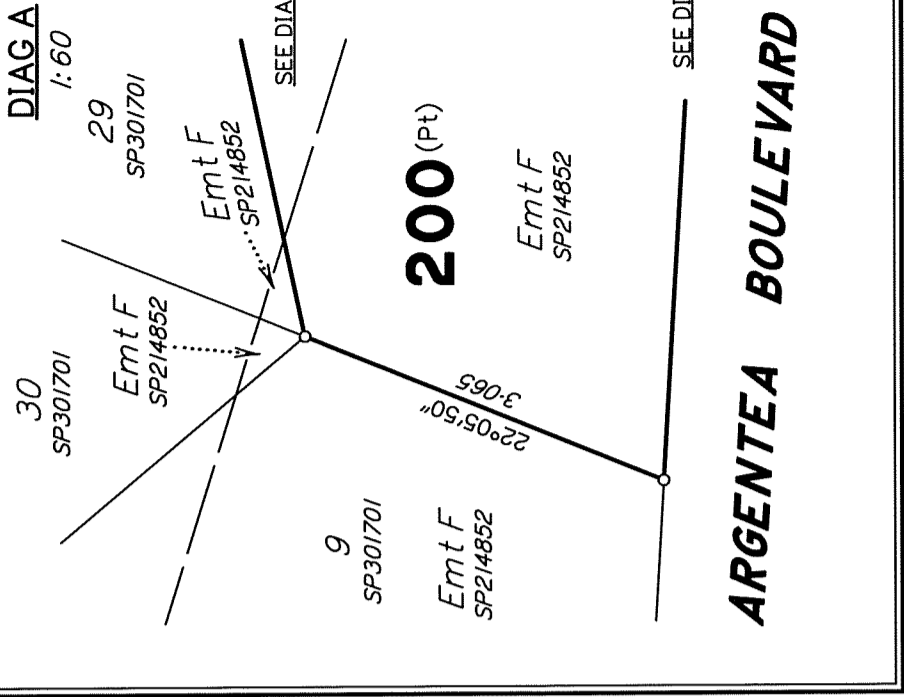 DIAG A
1:60
30
SP301701
29
SP301701
Emt F
SP214852
Emt F
SP214852
SEE DIA
200 (Pt)
Emt F
SP214852
22°05'50"
3·065
9
SP301701
Emt F
SP214852
SEE DI
ARGENTEA BOULEVARD